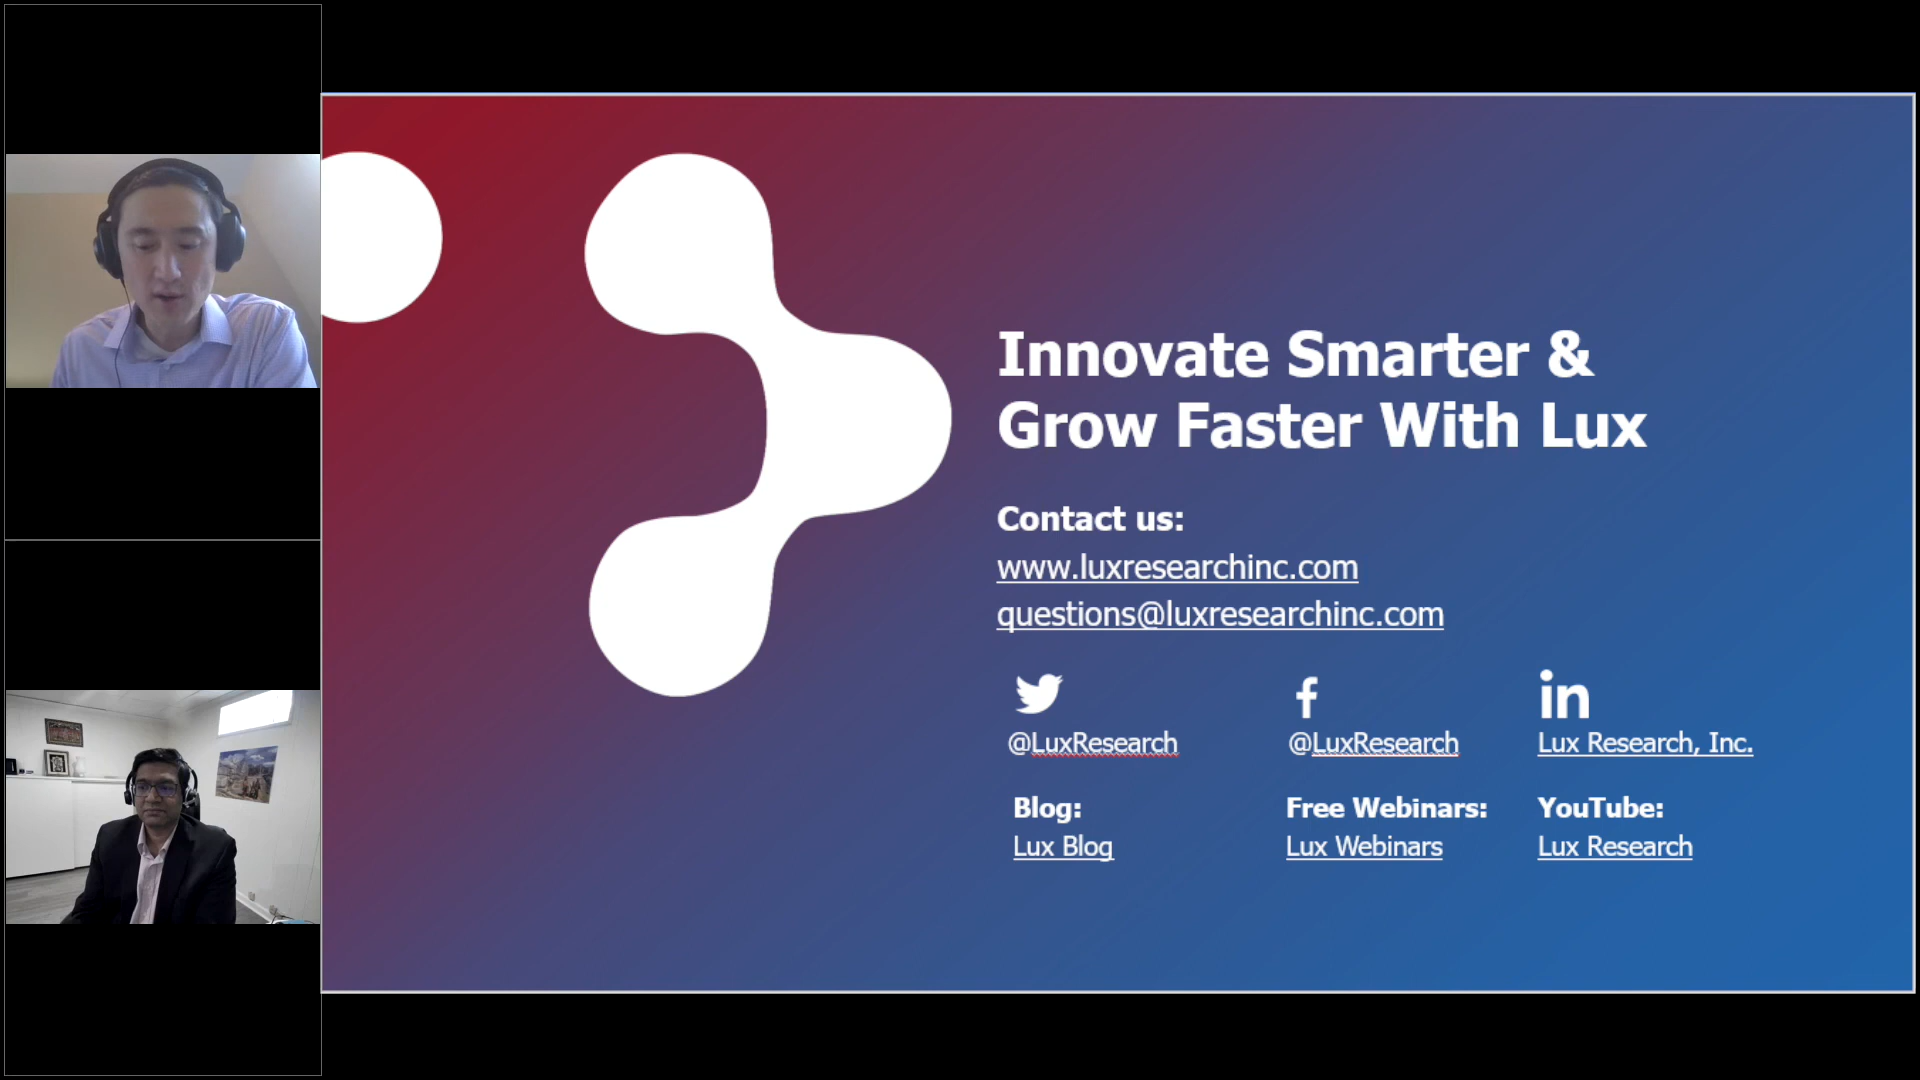 Innovate Smarter &
Grow Faster With Lux
Contact us:
www.luxresearchinc.com
questions@luxresearchinc.com
@LuxResearch
@LuxResearch
Lux Research, Inc.
Blog:
Free Webinars:
YouTube:
Lux Blog
Lux Webinars
Lux Research